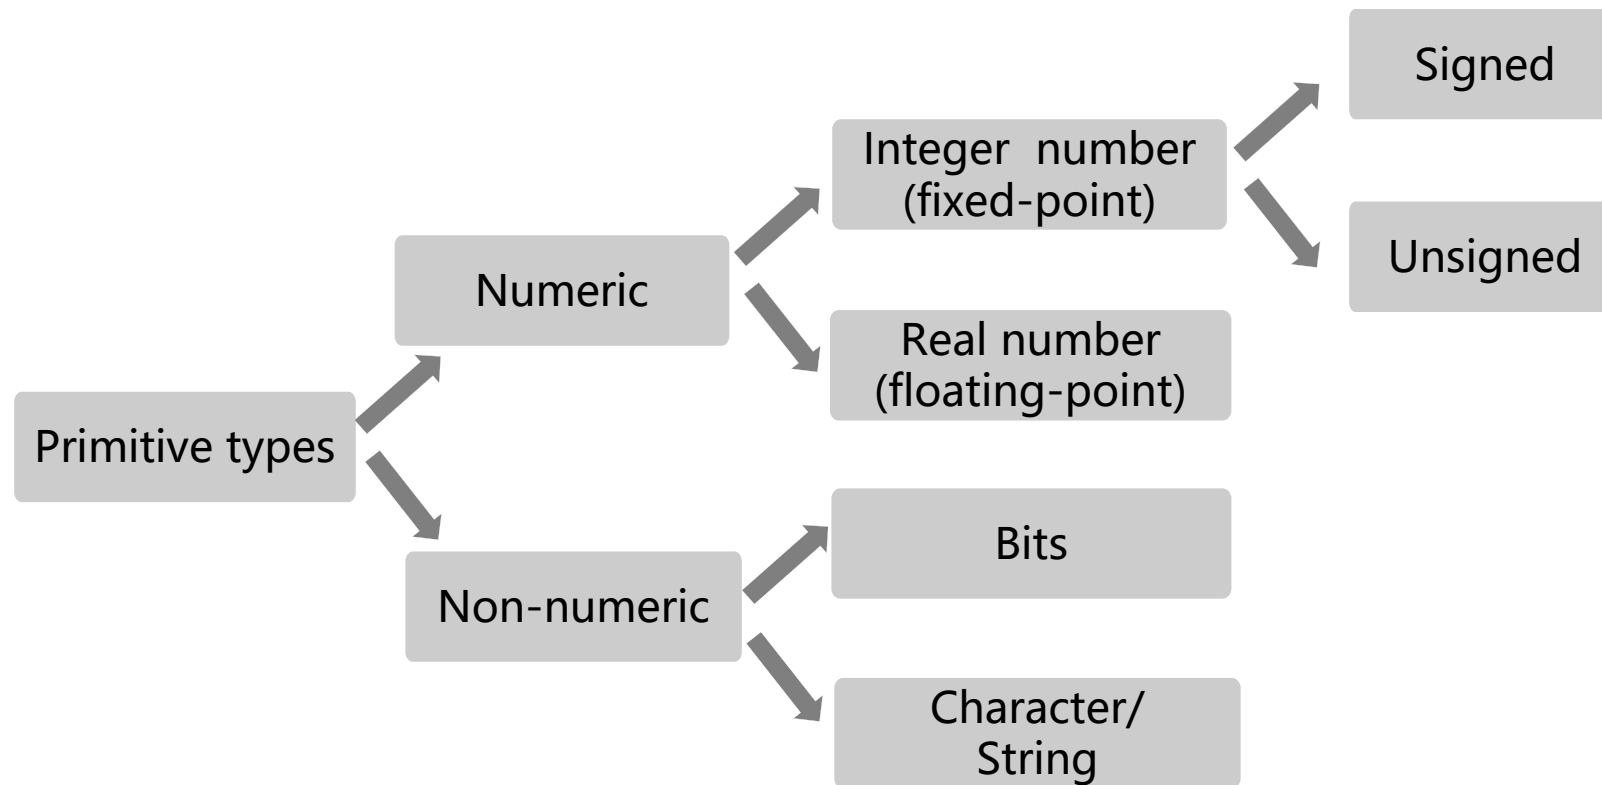 Signed
Integer  number
(fixed-point)
Unsigned
Numeric
Real number
(floating-point)
Primitive types
Bits
Non-numeric
Character/
String